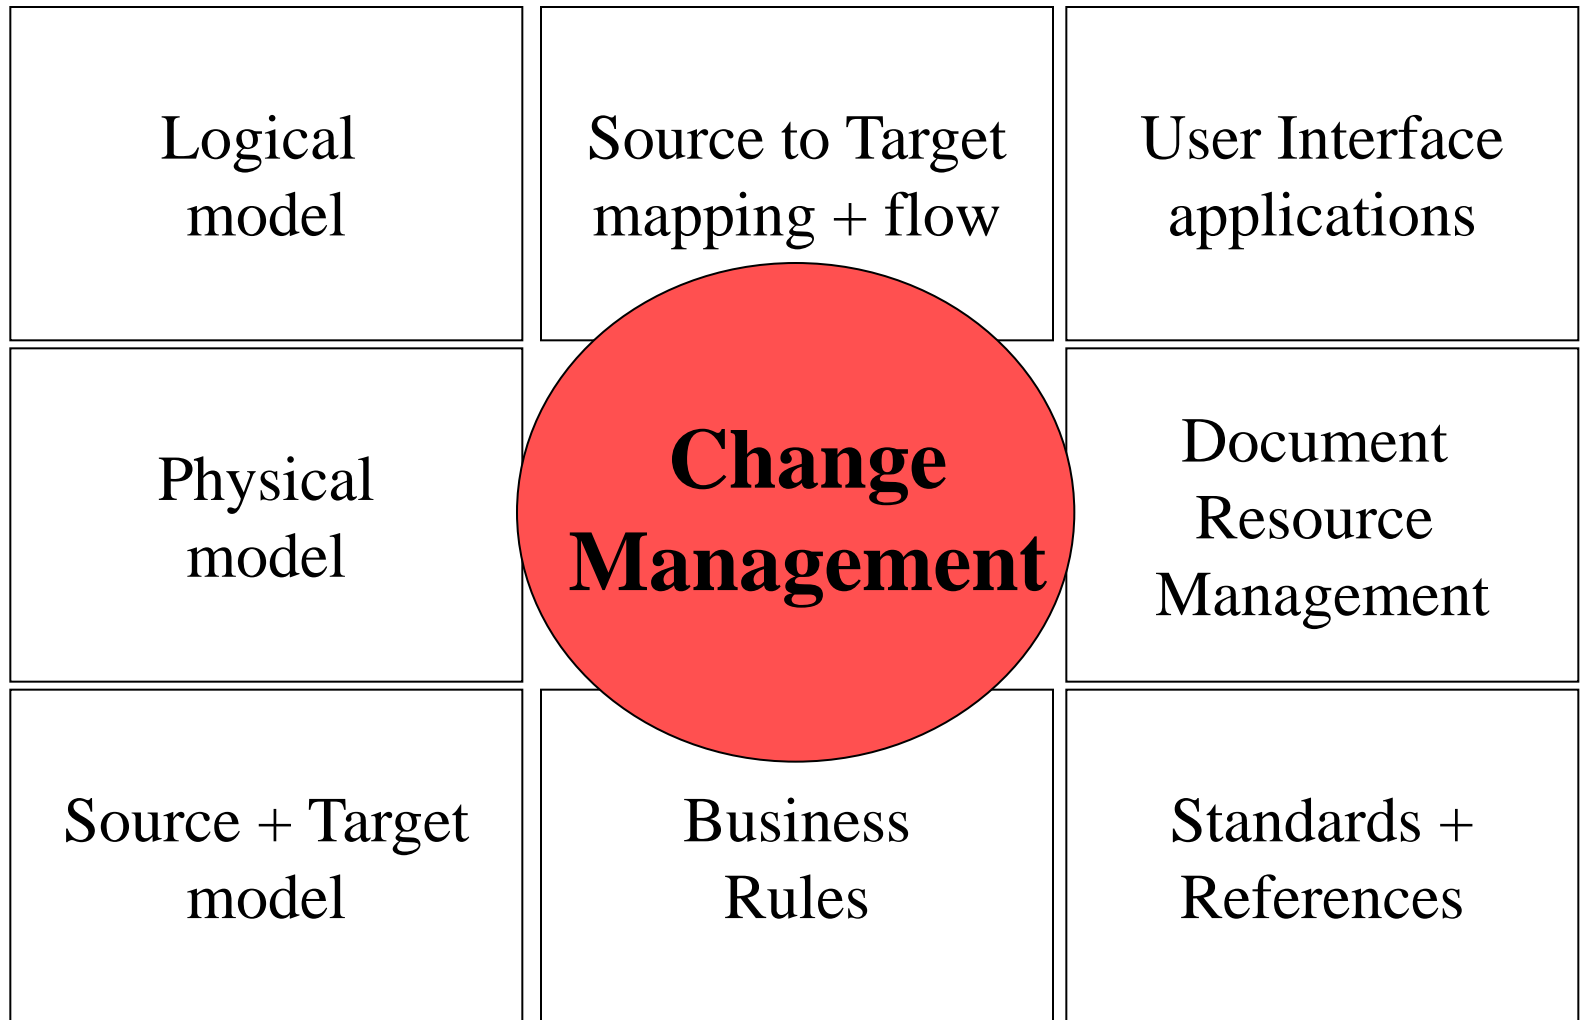 Logical
model
Source to Target
mapping + flow
User Interface
applications
Physical
model
Change
Management
Document
Resource
Management
Source + Target
model
Business
Rules
Standards +
References